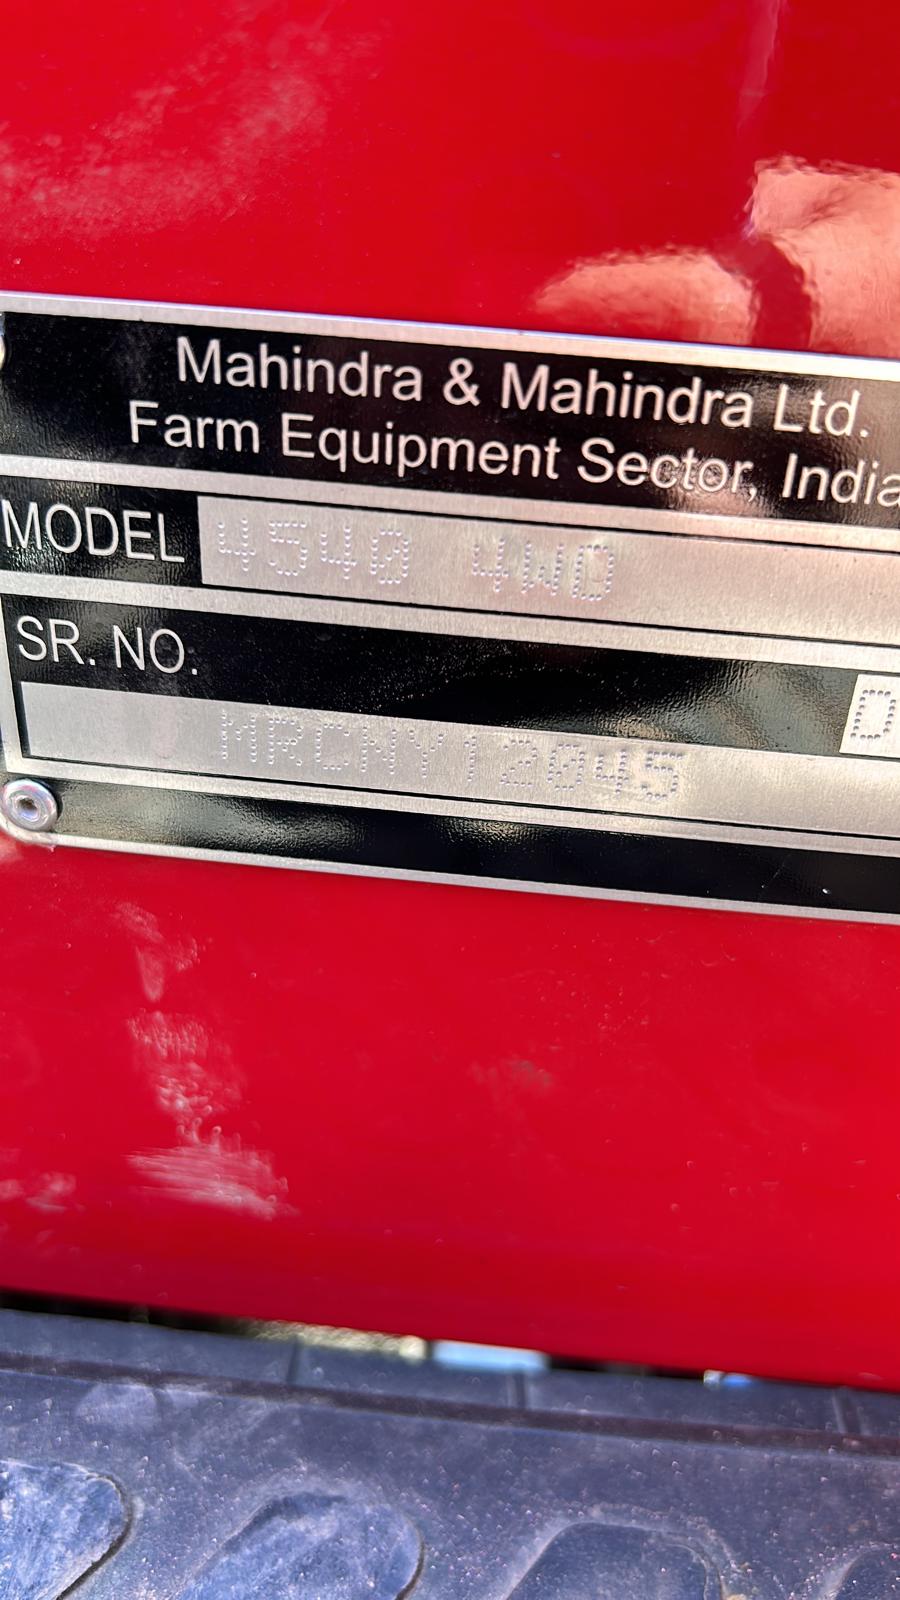 Mahindra & Mahindra Ltd.
Farm Equipment Sector, India
MODEL 4540 4WD
SR. NO.
D
MRCNY12045